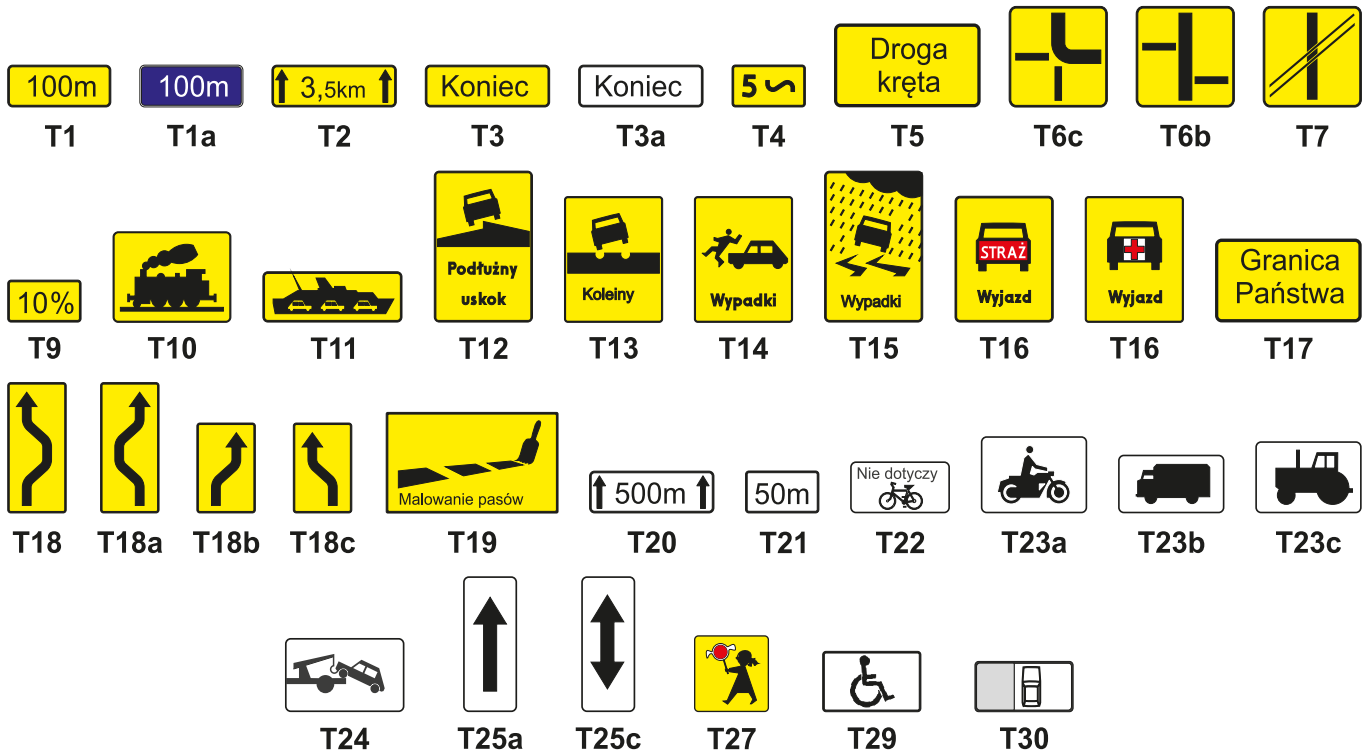 100m
100m
3,5km
Koniec
Koniec
5
Droga
kręta
T1
T1a
T2
T3
T3a
T4
T5
T6c
T6b
T7
10%
Podłużny
uskok
Koleiny
Wypadki
Wypadki
STRAŻ
Wyjazd
Wyjazd
Granica
Państwa
T9
T10
T11
T12
T13
T14
T15
T16
T16
T17
Malowanie pasów
500m
50m
Nie dotyczy
T18
T18a
T18b
T18c
T19
T20
T21
T22
T23a
T23b
T23c
T24
T25a
T25c
T27
T29
T30